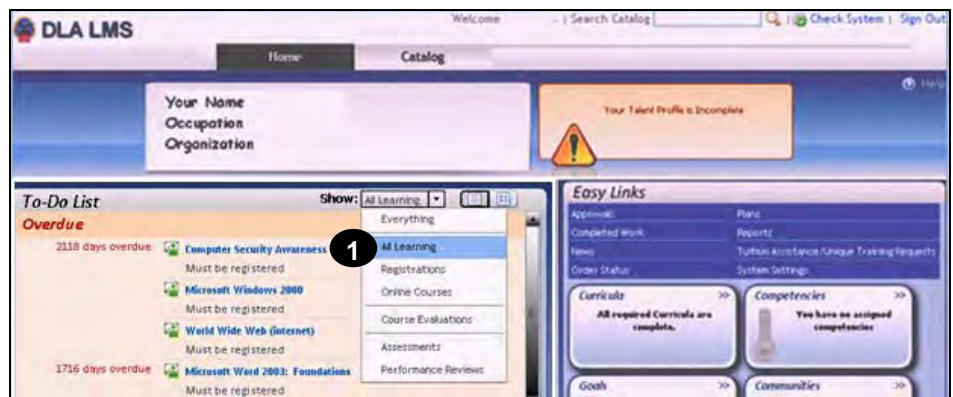 DLA LMS
Welcome
| Search Catalog | Check System | Sign Out
Home Catalog
Help
Your Name
Occupation
Organization
Your Talent Profile is Incomplete
To-Do List
Show: All Learning
Overdue
2118 days overdue Computer Security Awareness
Must be registered
Microsoft Windows 2000
Must be registered
World Wide Web (internet)
Must be registered
1716 days overdue Microsoft Word 2003: Foundations
Must be registered
1
Everything
All Learning
Registrations
Online Courses
Course Evaluations
Assessments
Performance Reviews
Easy Links
Approvals Plans
Completed Work Reports
News Tuition Assistance/Unique Training Requests
Order Status System Settings
Curricula >>
All required Curricula are
complete.
Competencies >>
You have no assigned
competencies
Goals >>
Communities >>